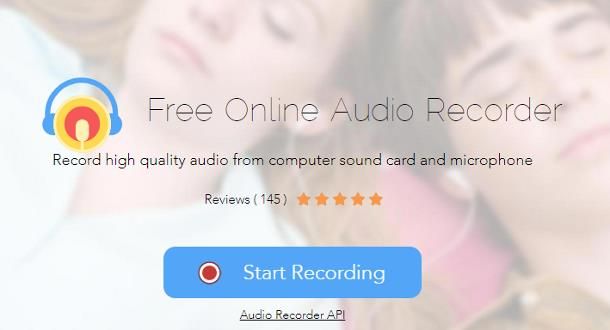 Free Online Audio Recorder
Record high quality audio from computer sound card and microphone
Reviews ( 145 )
Start Recording
Audio Recorder API